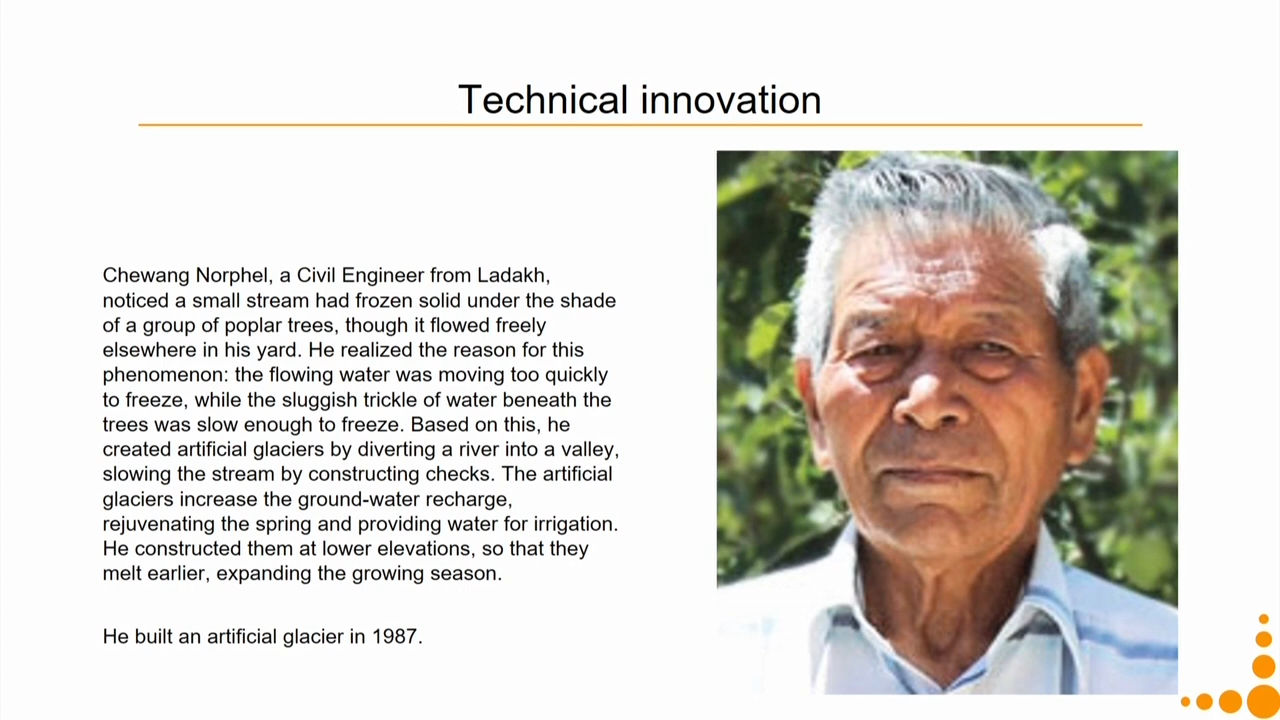 Technical innovation
Chewang Norphel, a Civil Engineer from Ladakh,
noticed a small stream had frozen solid under the shade
of a group of poplar trees, though it flowed freely
elsewhere in his yard. He realized the reason for this
phenomenon: the flowing water was moving too quickly
to freeze, while the sluggish trickle of water beneath the
trees was slow enough to freeze. Based on this, he
created artificial glaciers by diverting a river into a valley,
slowing the stream by constructing checks. The artificial
glaciers increase the ground-water recharge,
rejuvenating the spring and providing water for irrigation.
He constructed them at lower elevations, so that they
melt earlier, expanding the growing season.
He built an artificial glacier in 1987.